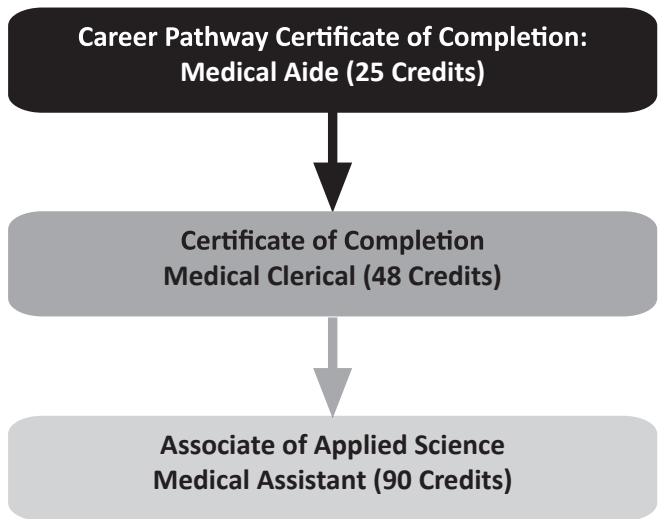 Career Pathway Certificate of Completion:
Medical Aide (25 Credits)
Certificate of Completion
Medical Clerical (48 Credits)
Associate of Applied Science
Medical Assistant (90 Credits)